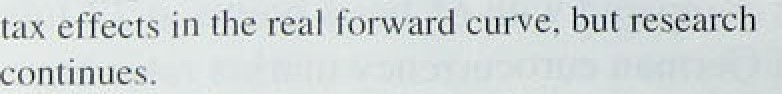 tax effects in the real forward curve, but research
continues.